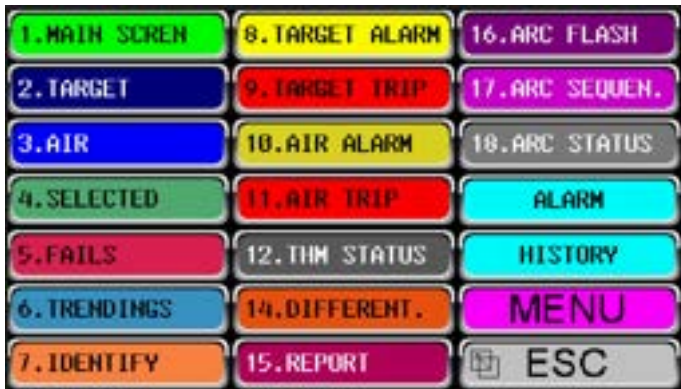 1.MAIN SCREN
2.TARGET
3.AIR
4.SELECTED
5.FAILS
6.TRENDINGS
7.IDENTIFY
8.TARGET ALARM
9.TARGET TRIP
10.AIR ALARM
11.AIR TRIP
12.THM STATUS
14.DIFFERENT.
15.REPORT
16.ARC FLASH
17.ARC SEQUEN.
18.ARC STATUS
ALARM
HISTORY
MENU
ESC